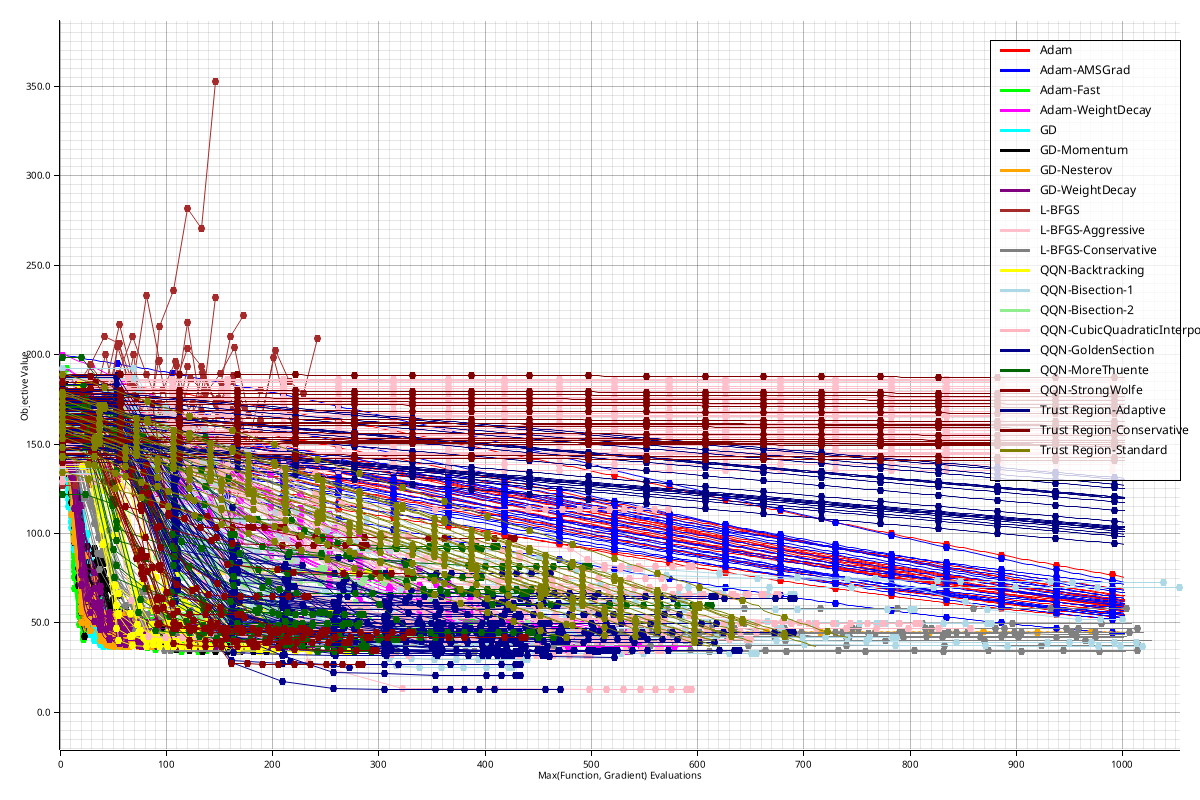 350.0
300.0
250.0
200.0
150.0
100.0
50.0
0.0
Objective Value
0 100 200 300 400 500 600 700 800 900 1000
Max(Function, Gradient) Evaluations
Adam
Adam-AMSGrad
Adam-Fast
Adam-WeightDecay
GD
GD-Momentum
GD-Nesterov
GD-WeightDecay
L-BFGS
L-BFGS-Aggressive
L-BFGS-Conservative
QQN-Backtracking
QQN-Bisection-1
QQN-Bisection-2
QQN-CubicQuadraticInterpo
QQN-GoldenSection
QQN-MoreThuente
QQN-StrongWolfe
Trust Region-Adaptive
Trust Region-Conservative
Trust Region-Standard